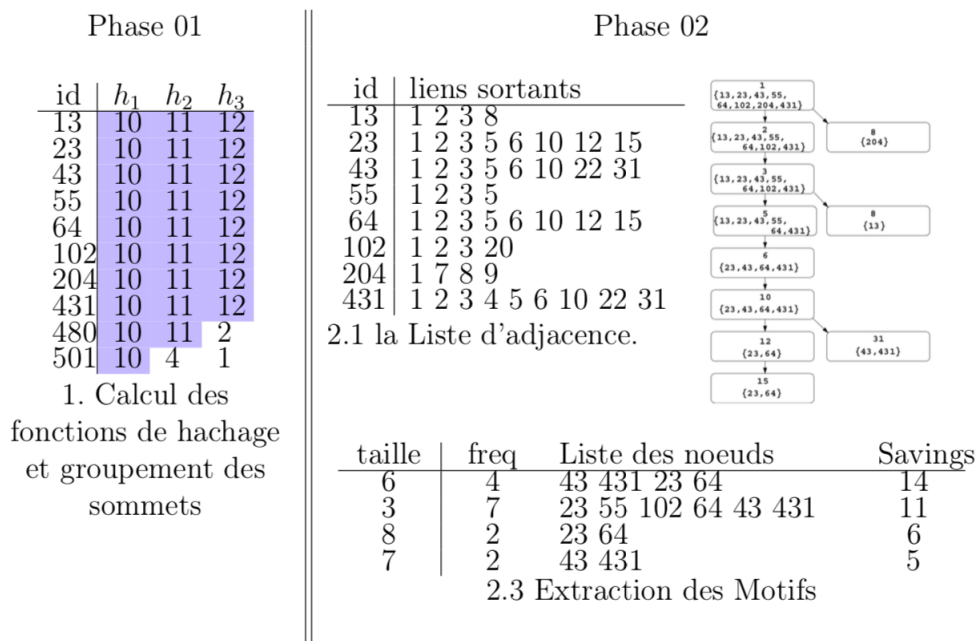 Phase 01
id h1 h2 h3
13 10 11 12
23 10 11 12
43 10 11 12
55 10 11 12
64 10 11 12
102 10 11 12
204 10 11 12
431 10 11 12
480 10 11 2
501 10 4 1
1. Calcul des
fonctions de hachage
et groupement des
sommets
Phase 02
id liens sortants
13 1 2 3 8
23 1 2 3 5 6 10 12 15
43 1 2 3 5 6 10 22 31
55 1 2 3 5
64 1 2 3 5 6 10 12 15
102 1 2 3 20
204 1 7 8 9
431 1 2 3 4 5 6 10 22 31
2.1 la Liste d'adjacence.
1
{13,23,43,55,
64,102,204,431}
2
{13,23,43,55,
64,102,431}
8
{204}
3
{13,23,43,55,
64,102,431}
5
{13,23,43,55,
64,431}
8
{13}
6
{23,43,64,431}
10
{23,43,64,431}
12
{23,64}
31
{43,431}
15
{23,64}
taille freq Liste des noeuds Savings
6 4 43 431 23 64 14
3 7 23 55 102 64 43 431 11
8 2 23 64 6
7 2 43 431 5
2.3 Extraction des Motifs